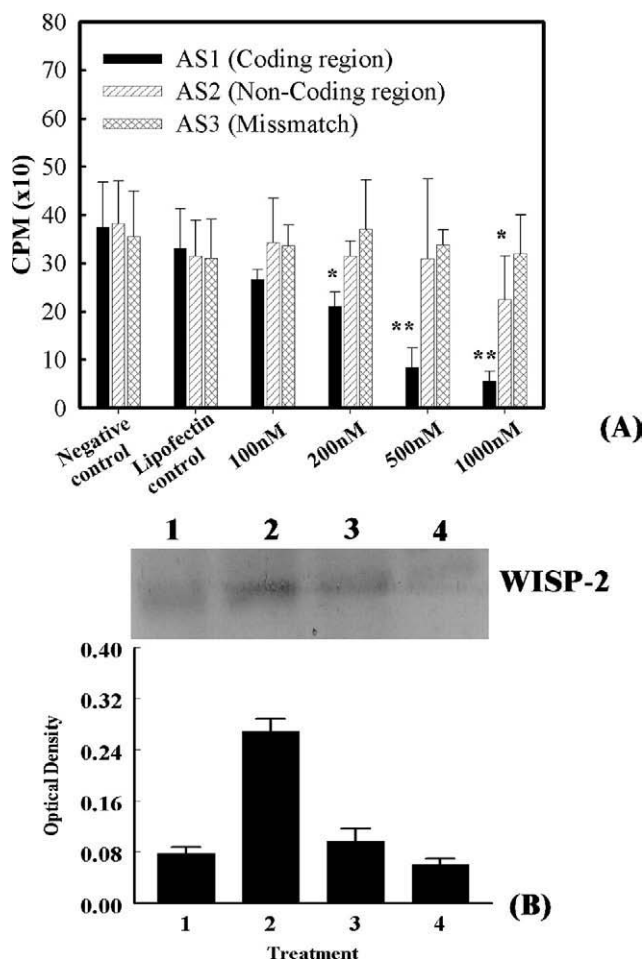 80
70
60
50
40
30
20
10
0
CPM (x10)
AS1 (Coding region)
AS2 (Non-Coding region)
AS3 (Missmatch)
*
**
**
*
Negative control
Lipofectin control
100nM
200nM
500nM
1000nM
(A)
1 2 3 4
WISP-2
0.40
0.32
0.24
0.16
0.08
0.00
Optical Density
1 2 3 4
Treatment
(B)